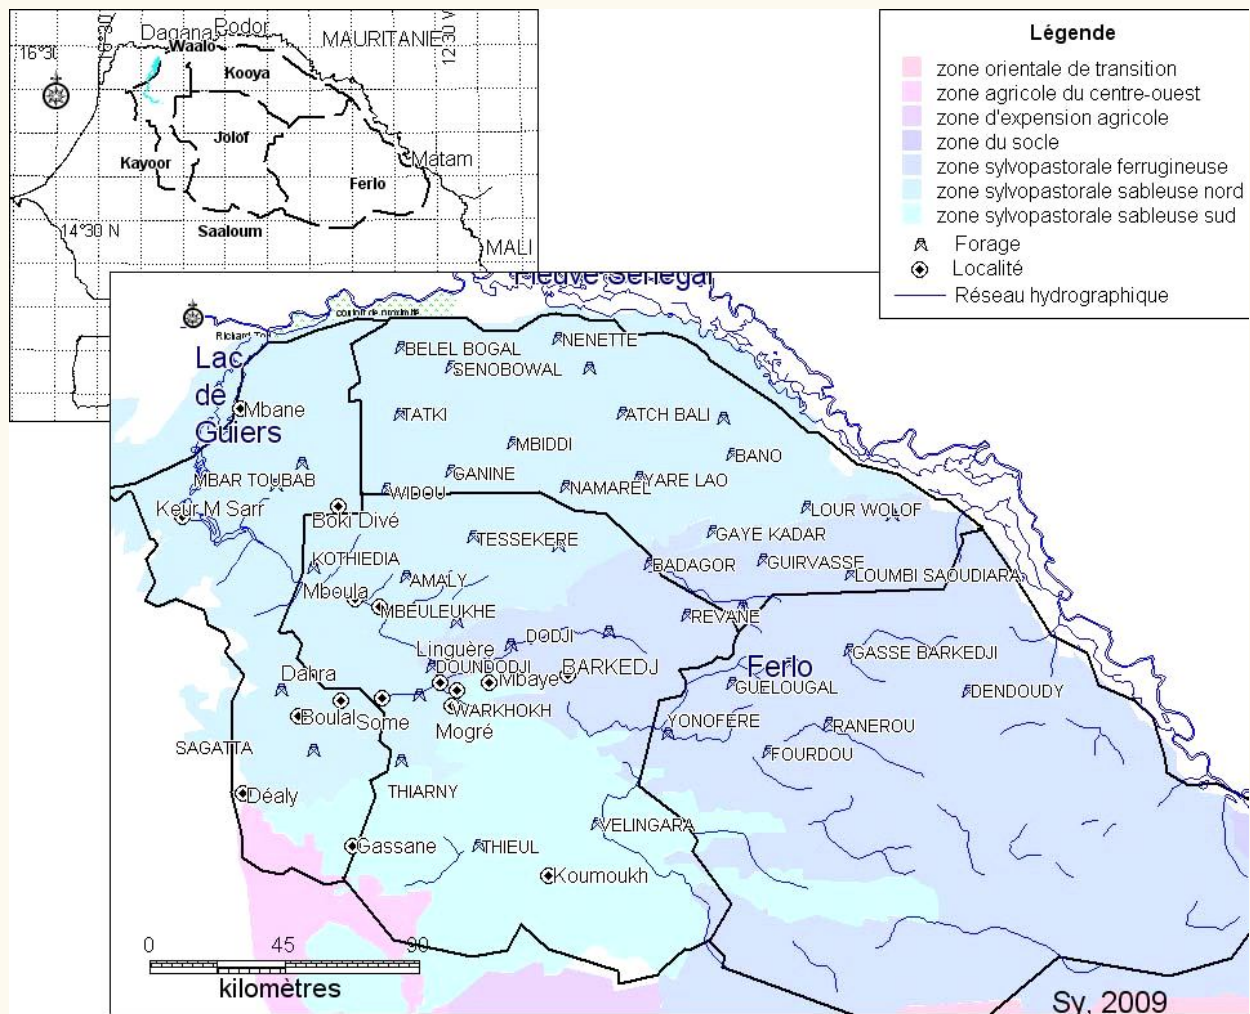 16°30
16°30
Dagana
Podor
12:30 V
MAURITANIE
Waalo
Kooya
Jolof
Kayoor
Matam
Ferlo
14°30 N
Saaloum
MALI
Légende
zone orientale de transition
zone agricole du centre-ouest
zone d'expension agricole
zone du socle
zone sylvopastorale ferrugineuse
zone sylvopastorale sableuse nord
zone sylvopastorale sableuse sud
Forage
Localité
Réseau hydrographique
Fleuve Sénégal
Richard Toll
Lac
de
Guiers
BELEL BOGAL
NENETTE
SENOBOWAL
Mbane
TATKI
ATCH BALI
MBIDDI
BANO
MBAR TOUBAB
GANINE
YARE LAO
WIDOU
NAMAREL
Keur M Sarr
Boki Divé
LOUR WOLOF
TESSEKERE
GAYE KADAR
KOTHIEDIA
BADAGOR
GUIRVASSE
AMALY
LOUMBI SAOUDIARA
Mboula
MBEULEUKHE
REVANE
DODJI
Linguère
GASSE BARKEDJI
Dahra
DOUNDODJI
Mbaye
BARKEDJ
Ferlo
GUELOUGAL
DENDOUDY
Boulal
Some
WARKHOKH
YONOFERE
Mogré
RANEROU
SAGATTA
FOURDOU
Déaly
THIARNY
VELINGARA
Gassane
THIEUL
Koumoukh
0 45 90
kilomètres
Sy, 2009